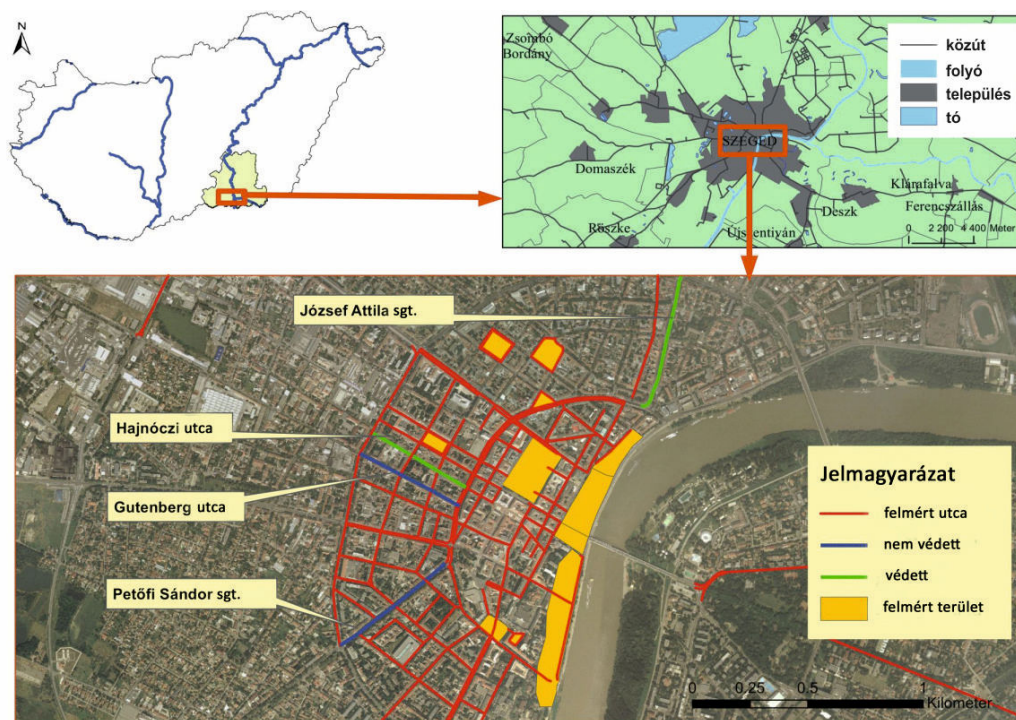 N
Zsombó
Bordány
SZEGED
Domaszék
Klárafalva
Ferencszállás
Deszk
Röszke
Újszentiván
közút
folyó
település
tó
0 2 200 4 400 Meter
József Attila sgt.
Hajnóczi utca
Gutenberg utca
Petőfi Sándor sgt.
Jelmagyarázat
felmért utca
nem védett
védett
felmért terület
0 0.25 0.5 1
Kilometer